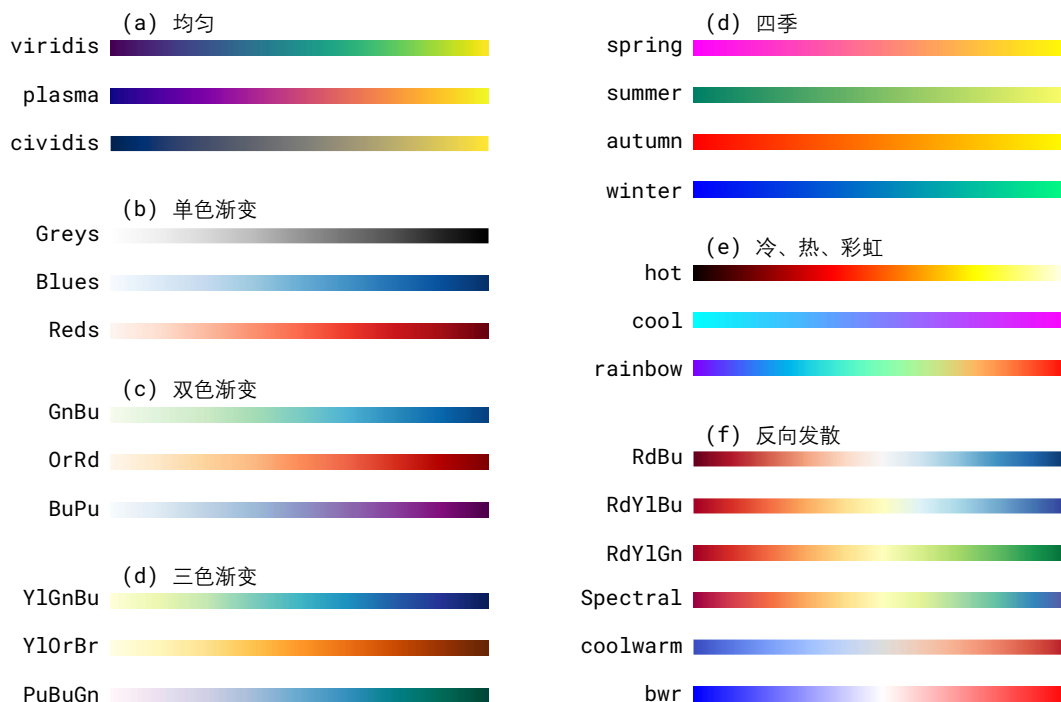 (a) 均匀
viridis
plasma
cividis
(b) 单色渐变
Greys
Blues
Reds
(c) 双色渐变
GnBu
OrRd
BuPu
(d) 三色渐变
YlGnBu
YlOrBr
PuBuGn
(d) 四季
spring
summer
autumn
winter
(e) 冷、热、彩虹
hot
cool
rainbow
(f) 反向发散
RdBu
RdYlBu
RdYlGn
Spectral
coolwarm
bwr